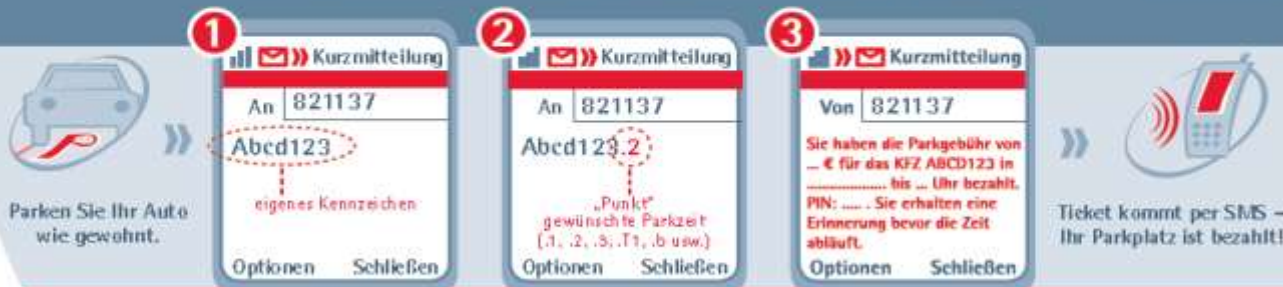 1
Kurzmitteilung
An 821137
Abcd123
eigenes Kennzeichen
Optionen Schließen
2
Kurzmitteilung
An 821137
Abcd123.2
„Punkt"
gewünschte Parkzeit
(.1, .2, .3, .T1, .b usw.)
Optionen Schließen
3
Kurzmitteilung
Von 821137
Sie haben die Parkgebühr von
... € für das KFZ ABCD123 in
.................. bis ... Uhr bezahlt.
PIN: ..... . Sie erhalten eine
Erinnerung bevor die Zeit
abläuft.
Optionen Schließen
Parken Sie Ihr Auto
wie gewohnt.
Ticket kommt per SMS –
Ihr Parkplatz ist bezahlt!